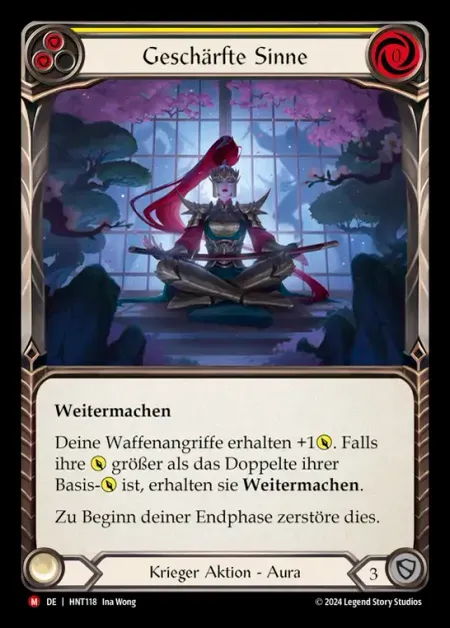 Geschärfte Sinne
0
Weitermachen
Deine Waffenangriffe erhalten +1. Falls
ihre größer als das Doppelte ihrer
Basis- ist, erhalten sie Weitermachen.
Zu Beginn deiner Endphase zerstöre dies.
Krieger Aktion - Aura
3
M DE | HNT118 Ina Wong
© 2024 Legend Story Studios